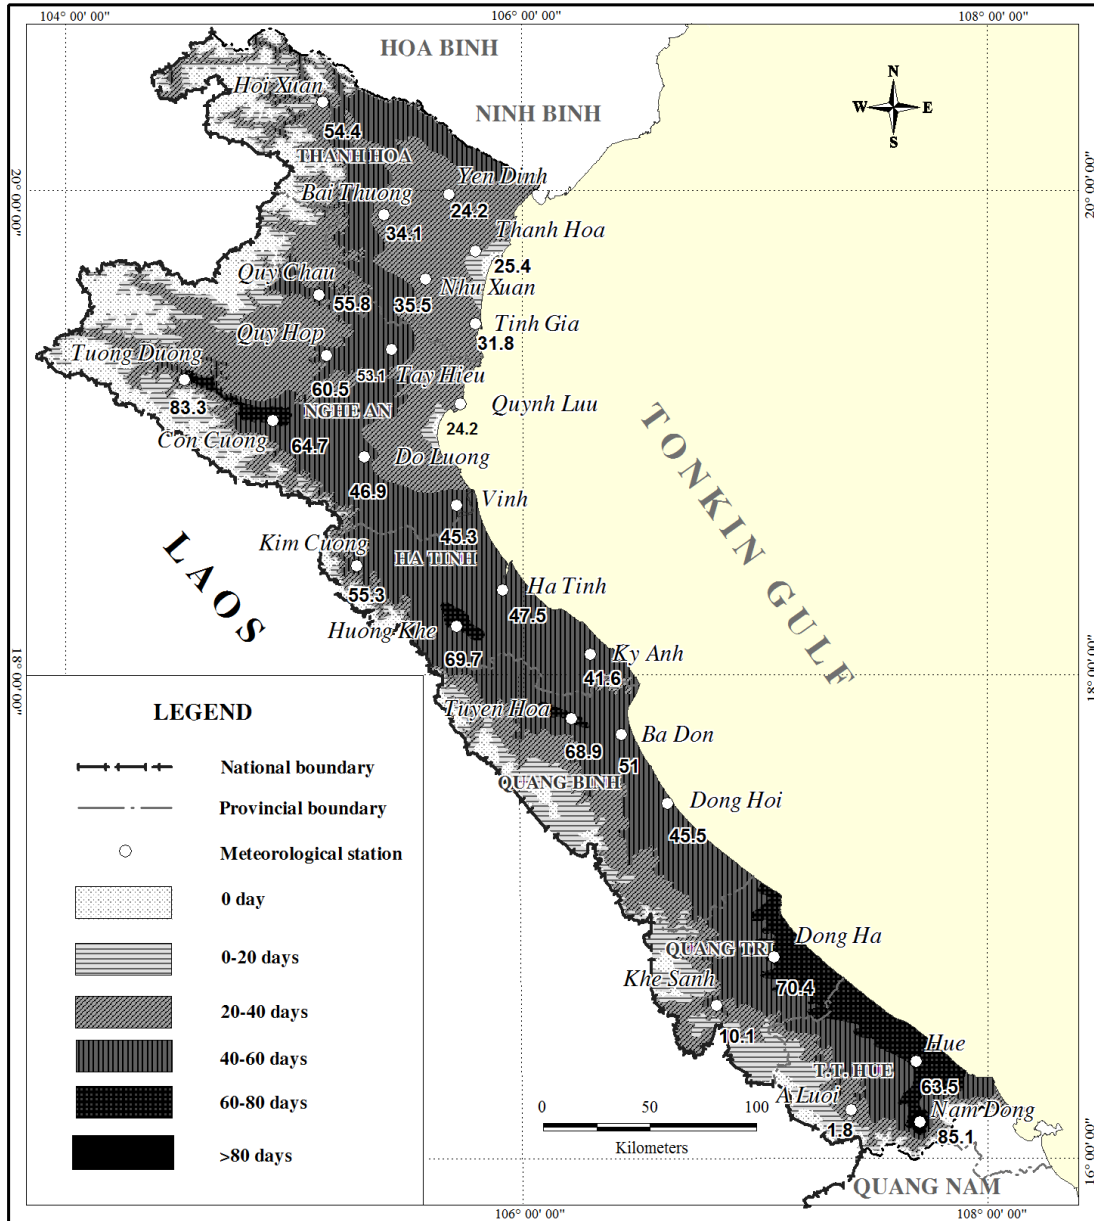 104° 00' 00"
106° 00' 00"
108° 00' 00"
HOA BINH
NINH BINH
N
W
E
S
Hoi Xuan
54.4
THANH HOA
Yen Dinh
24.2
20° 00' 00"
20° 00' 00"
Bai Thuong
34.1
Thanh Hoa
25.4
Quy Chau
55.8
Nhu Xuan
35.5
Tinh Gia
31.8
Quy Hop
60.5
53.1
Tay Hieu
Tuong Duong
83.3
NGHE AN
Quynh Luu
24.2
Con Cuong
64.7
Do Luong
46.9
TONKIN GULF
Vinh
45.3
LAOS
Kim Cuong
55.3
HA TINH
Ha Tinh
47.5
Huong Khe
69.7
Ky Anh
41.6
18° 00' 00"
18° 00' 00"
Tuyen Hoa
68.9
Ba Don
51
QUANG BINH
Dong Hoi
45.5
Dong Ha
70.4
QUANG TRI
Khe Sanh
10.1
Hue
63.5
T.T. HUE
A Luoi
1.8
Nam Dong
85.1
16° 00' 00"
QUANG NAM
LEGEND
National boundary
Provincial boundary
Meteorological station
0 day
0-20 days
20-40 days
40-60 days
60-80 days
>80 days
0 50 100
Kilometers
106° 00' 00"
108° 00' 00"